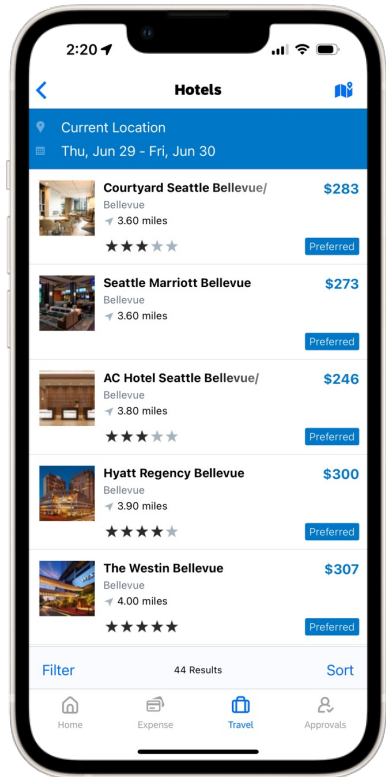 2:20
Hotels
Current Location
Thu, Jun 29 - Fri, Jun 30
Courtyard Seattle Bellevue/
$283
Bellevue
3.60 miles
Preferred
Seattle Marriott Bellevue
$273
Bellevue
3.60 miles
Preferred
AC Hotel Seattle Bellevue/
$246
Bellevue
3.80 miles
Preferred
Hyatt Regency Bellevue
$300
Bellevue
3.90 miles
Preferred
The Westin Bellevue
$307
Bellevue
4.00 miles
Preferred
Filter
44 Results
Sort
Home
Expense
Travel
Approvals